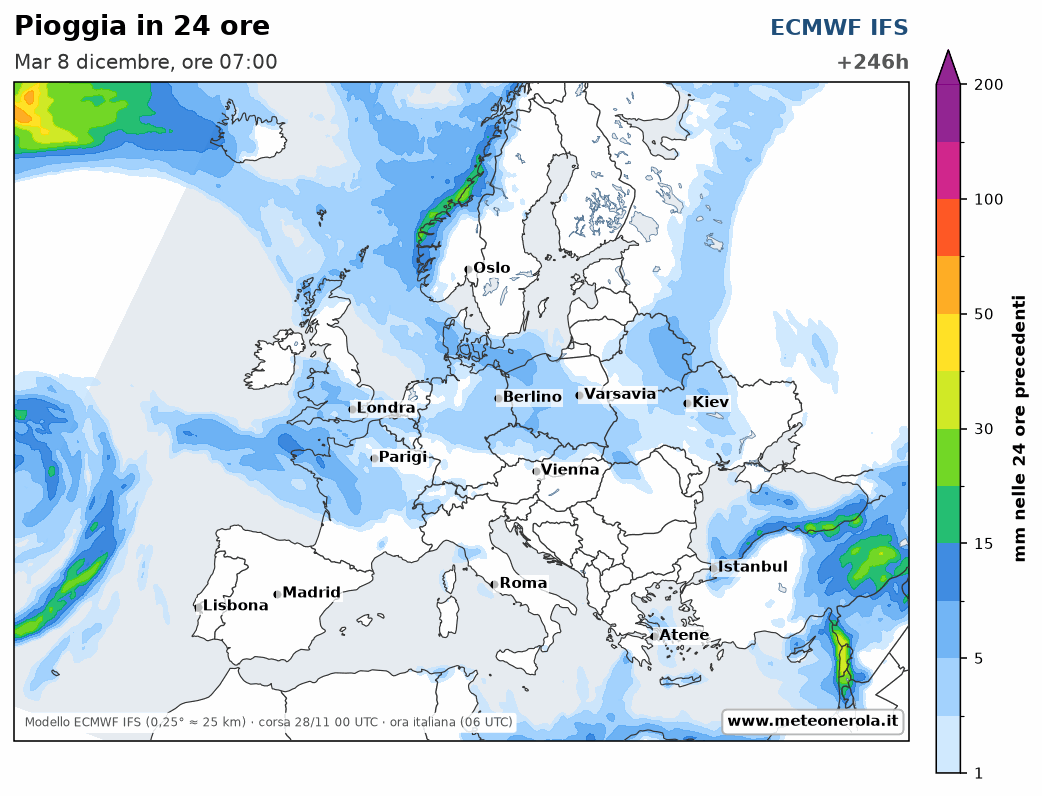 Pioggia in 24 ore
ECMWF IFS
Mar 8 dicembre, ore 07:00
+246h
200
100
50
30
15
5
1
mm nelle 24 ore precedenti
Oslo
Londra
Berlino
Varsavia
Kiev
Parigi
Vienna
Istanbul
Roma
Madrid
Lisbona
Atene
Modello ECMWF IFS (0,25° ≈ 25 km) · corsa 28/11 00 UTC · ora italiana (06 UTC)
www.meteonerola.it